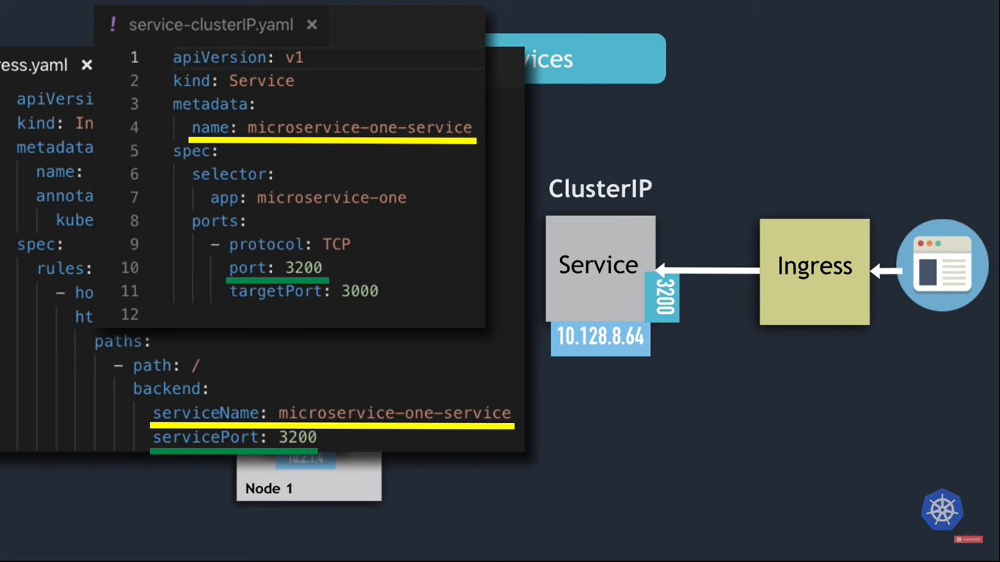 service-clusterIP.yaml
1 apiVersion: v1
2 kind: Service
3 metadata:
4 name: microservice-one-service
5 spec:
6 selector:
7 app: microservice-one
8 ports:
9 - protocol: TCP
10 port: 3200
11 targetPort: 3000
12
ress.yaml
apiVersi
kind: In
metadata
name:
annota
kube
spec:
rules:
- ho
ht
paths:
- path: /
backend:
serviceName: microservice-one-service
servicePort: 3200
vices
ClusterIP
Service
3200
10.128.8.64
Ingress
10.2.1.4
Node 1
SUBSCRIBE